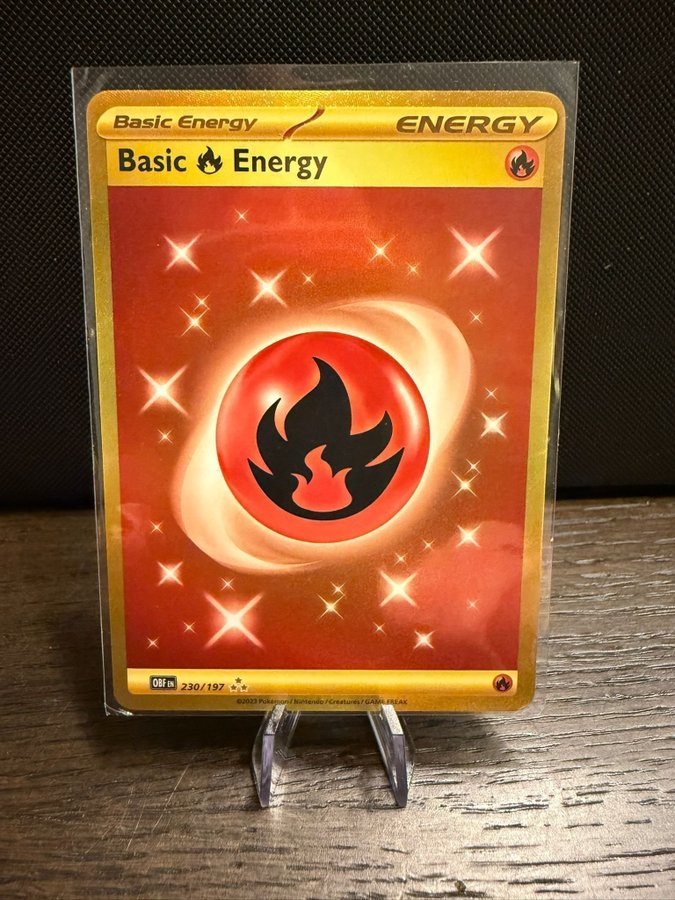 Basic Energy ENERGY
Basic Energy
OBF EN 230/197
©2023 Pokémon / Nintendo / Creatures / GAME FREAK